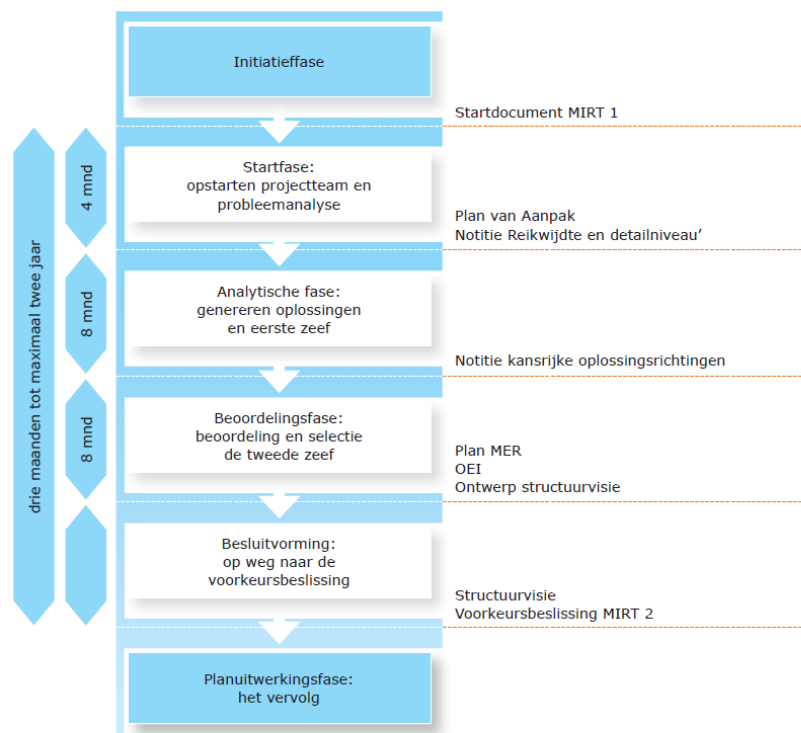 Initiatieffase
Startdocument MIRT 1
drie maanden tot maximaal twee jaar
4 mnd
Startfase:
opstarten projectteam en
probleemanalyse
Plan van Aanpak
Notitie Reikwijdte en detailniveau’
8 mnd
Analytische fase:
genereren oplossingen
en eerste zeef
Notitie kansrijke oplossingsrichtingen
8 mnd
Beoordelingsfase:
beoordeling en selectie
de tweede zeef
Plan MER
OEI
Ontwerp structuurvisie
Besluitvorming:
op weg naar de
voorkeursbeslissing
Structuurvisie
Voorkeursbeslissing MIRT 2
Planuitwerkingsfase:
het vervolg